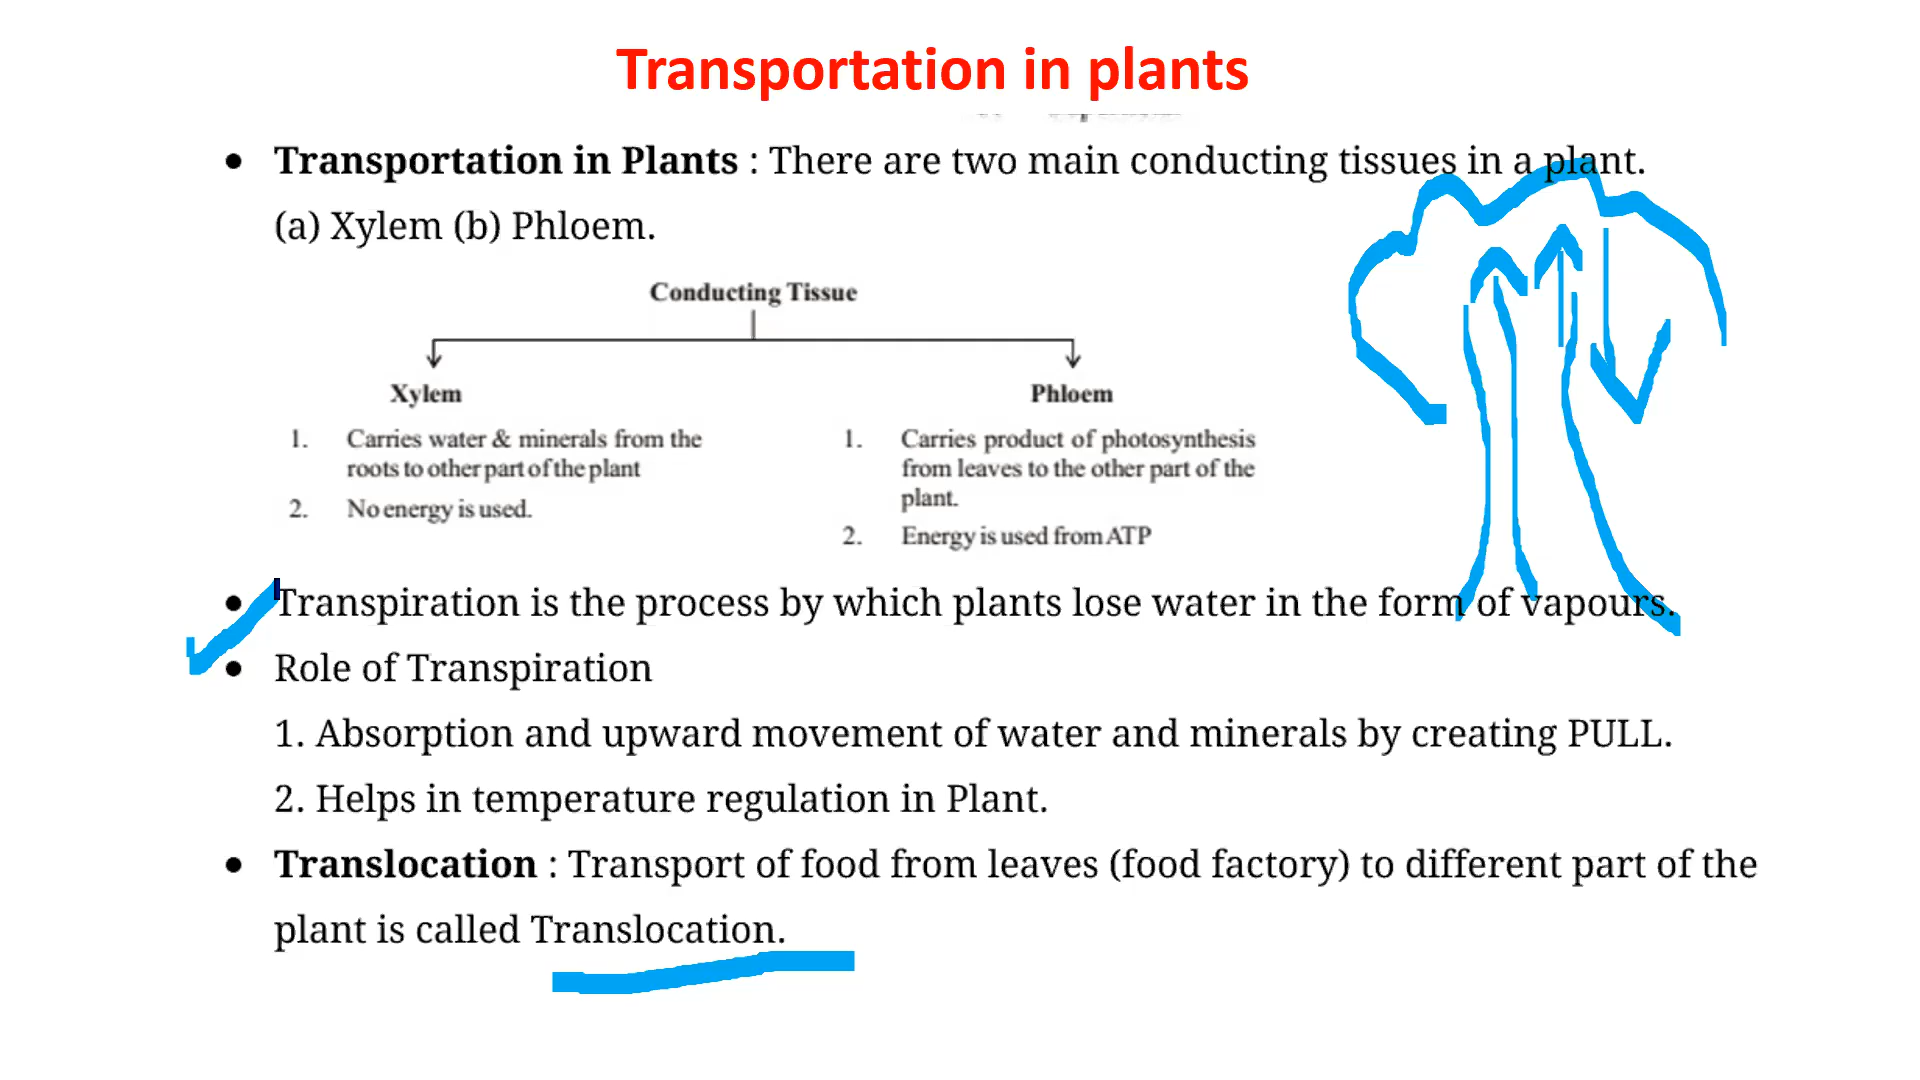 Transportation in plants
• Transportation in Plants : There are two main conducting tissues in a plant.
(a) Xylem (b) Phloem.
Conducting Tissue
Xylem
1. Carries water & minerals from the
roots to other part of the plant
2. No energy is used.
Phloem
1. Carries product of photosynthesis
from leaves to the other part of the
plant.
2. Energy is used from ATP
• Transpiration is the process by which plants lose water in the form of vapours.
• Role of Transpiration
1. Absorption and upward movement of water and minerals by creating PULL.
2. Helps in temperature regulation in Plant.
• Translocation : Transport of food from leaves (food factory) to different part of the
plant is called Translocation.